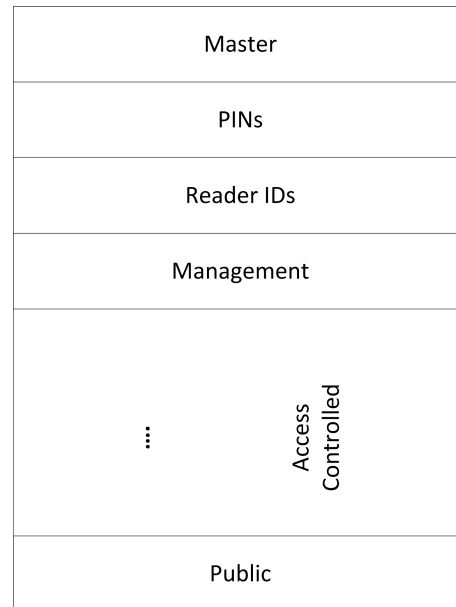 Master
PINs
Reader IDs
Management
....
Access
Controlled
Public